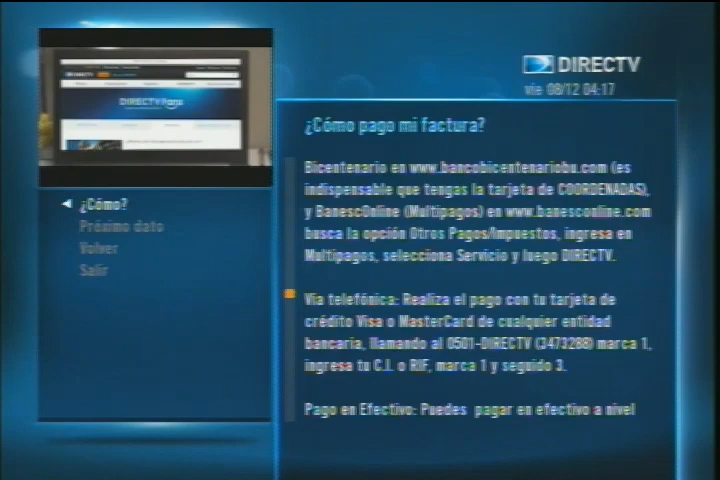 DIRECTV
vie 08/12 04:17
DIRECTV Pago
¿Cómo?
Próximo dato
Volver
Salir
¿Cómo pago mi factura?
Bicentenario en www.bancobicentenariobu.com (es
indispensable que tengas la tarjeta de COORDENADAS),
y BanescOnline (Multipagos) en www.banesconline.com
busca la opción Otros Pagos/Impuestos, ingresa en
Multipagos, selecciona Servicio y luego DIRECTV.
Vía telefónica: Realiza el pago con tu tarjeta de
crédito Visa o MasterCard de cualquier entidad
bancaria, llamando al 0501-DIRECTV (3473288) marca 1,
ingresa tu C.I. o RIF, marca 1 y seguido 3.
Pago en Efectivo: Puedes pagar en efectivo a nivel